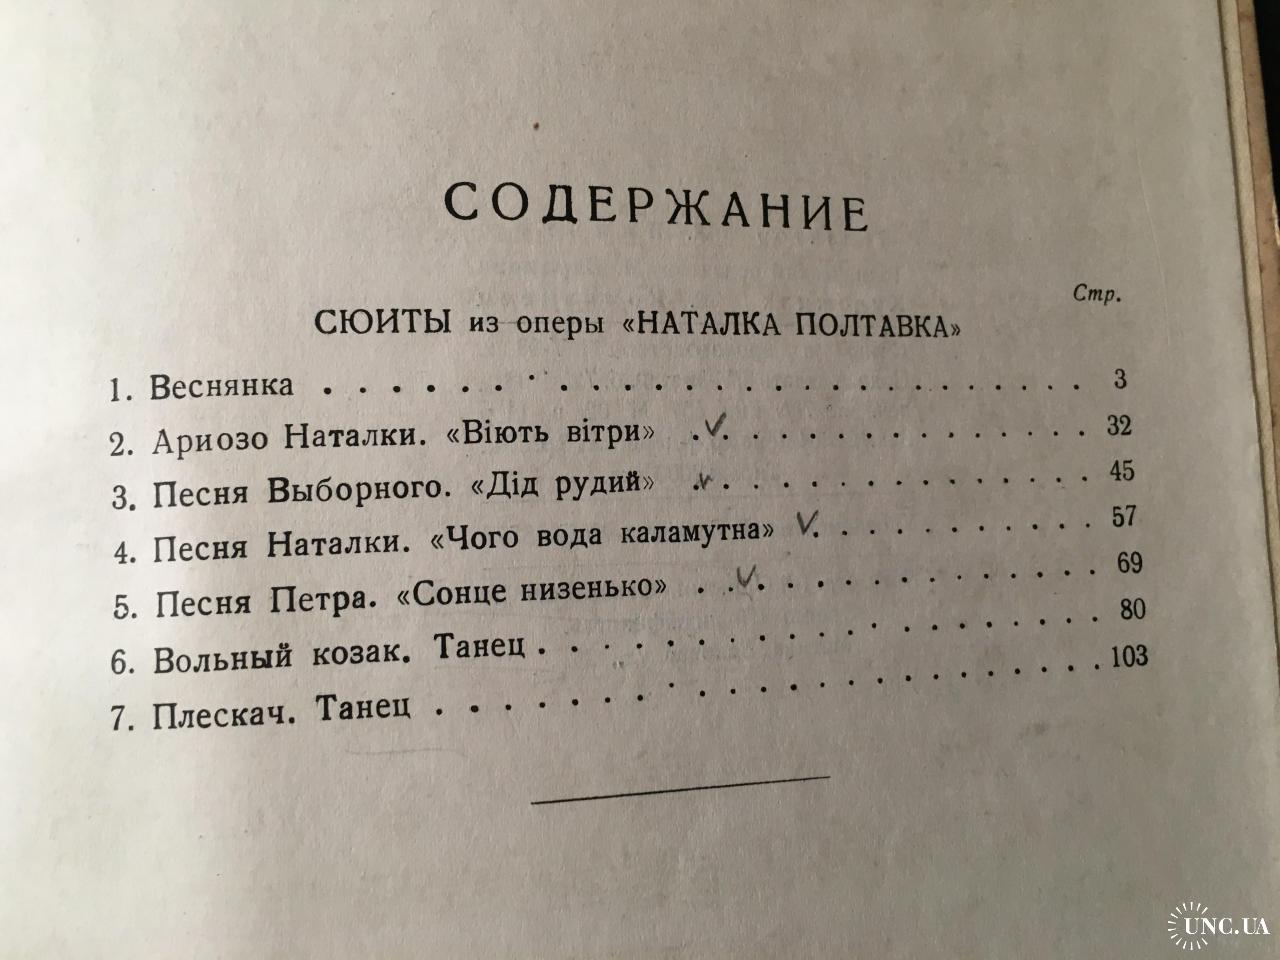 СОДЕРЖАНИЕ
Стр.
СЮИТЫ из оперы «НАТАЛКА ПОЛТАВКА»
1. Веснянка . . . . . . . . . . . . . . . . . . . . . . 3
2. Ариозо Наталки. «Віють вітри» . . . . . . . . . . . . . . 32
3. Песня Выборного. «Дід рудий» . . . . . . . . . . . . . . 45
4. Песня Наталки. «Чого вода каламутна» . . . . . . . . . . 57
5. Песня Петра. «Сонце низенько» . . . . . . . . . . . . . . 69
6. Вольный козак. Танец . . . . . . . . . . . . . . . . . . 80
7. Плескач. Танец . . . . . . . . . . . . . . . . . . . . 103
UNC.UA